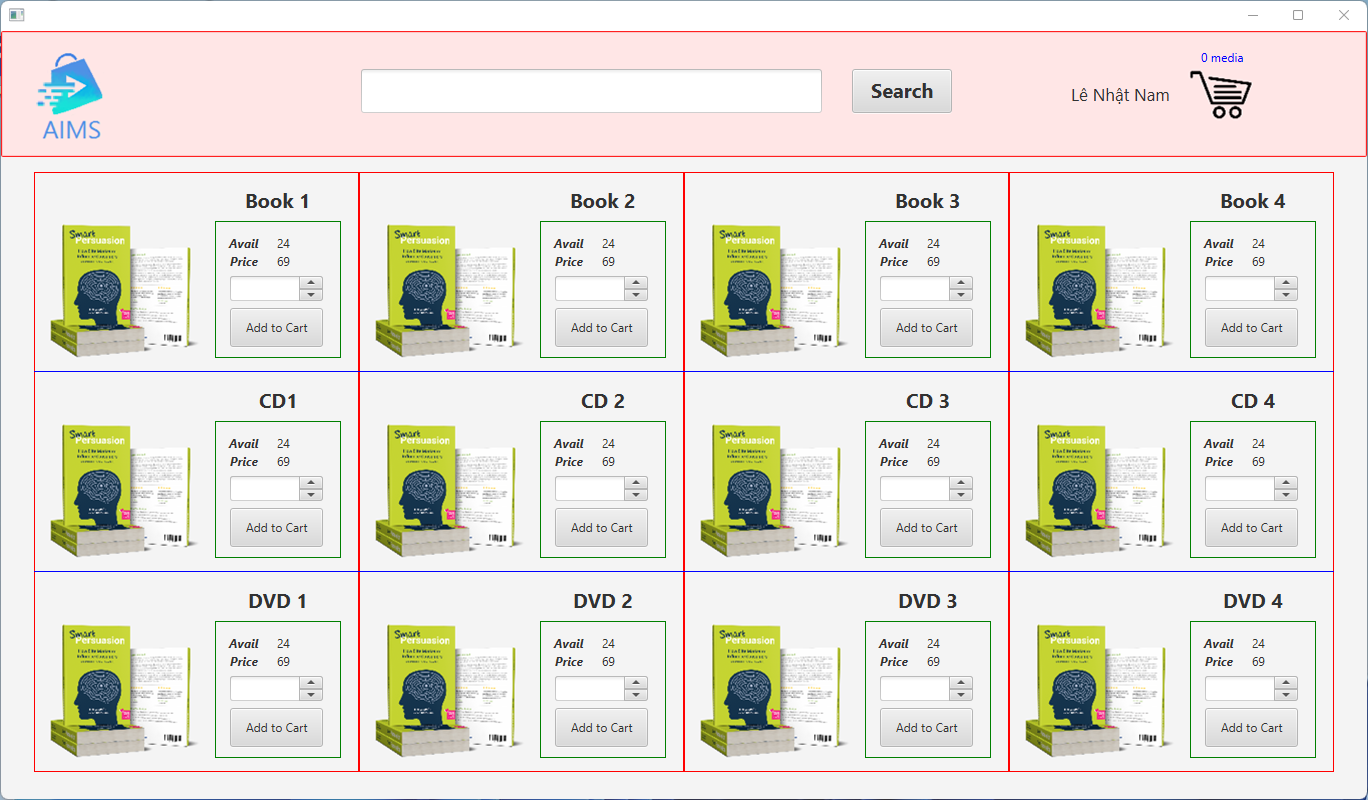 0 media
AIMS
Search
Lê Nhật Nam
Book 1
Smart
Persuasion
Avail 24
Price 69
Add to Cart
Book 2
Smart
Persuasion
Avail 24
Price 69
Add to Cart
Book 3
Smart
Persuasion
Avail 24
Price 69
Add to Cart
Book 4
Smart
Persuasion
Avail 24
Price 69
Add to Cart
CD1
Smart
Persuasion
Avail 24
Price 69
Add to Cart
CD 2
Smart
Persuasion
Avail 24
Price 69
Add to Cart
CD 3
Smart
Persuasion
Avail 24
Price 69
Add to Cart
CD 4
Smart
Persuasion
Avail 24
Price 69
Add to Cart
DVD 1
Smart
Persuasion
Avail 24
Price 69
Add to Cart
DVD 2
Smart
Persuasion
Avail 24
Price 69
Add to Cart
DVD 3
Smart
Persuasion
Avail 24
Price 69
Add to Cart
DVD 4
Smart
Persuasion
Avail 24
Price 69
Add to Cart